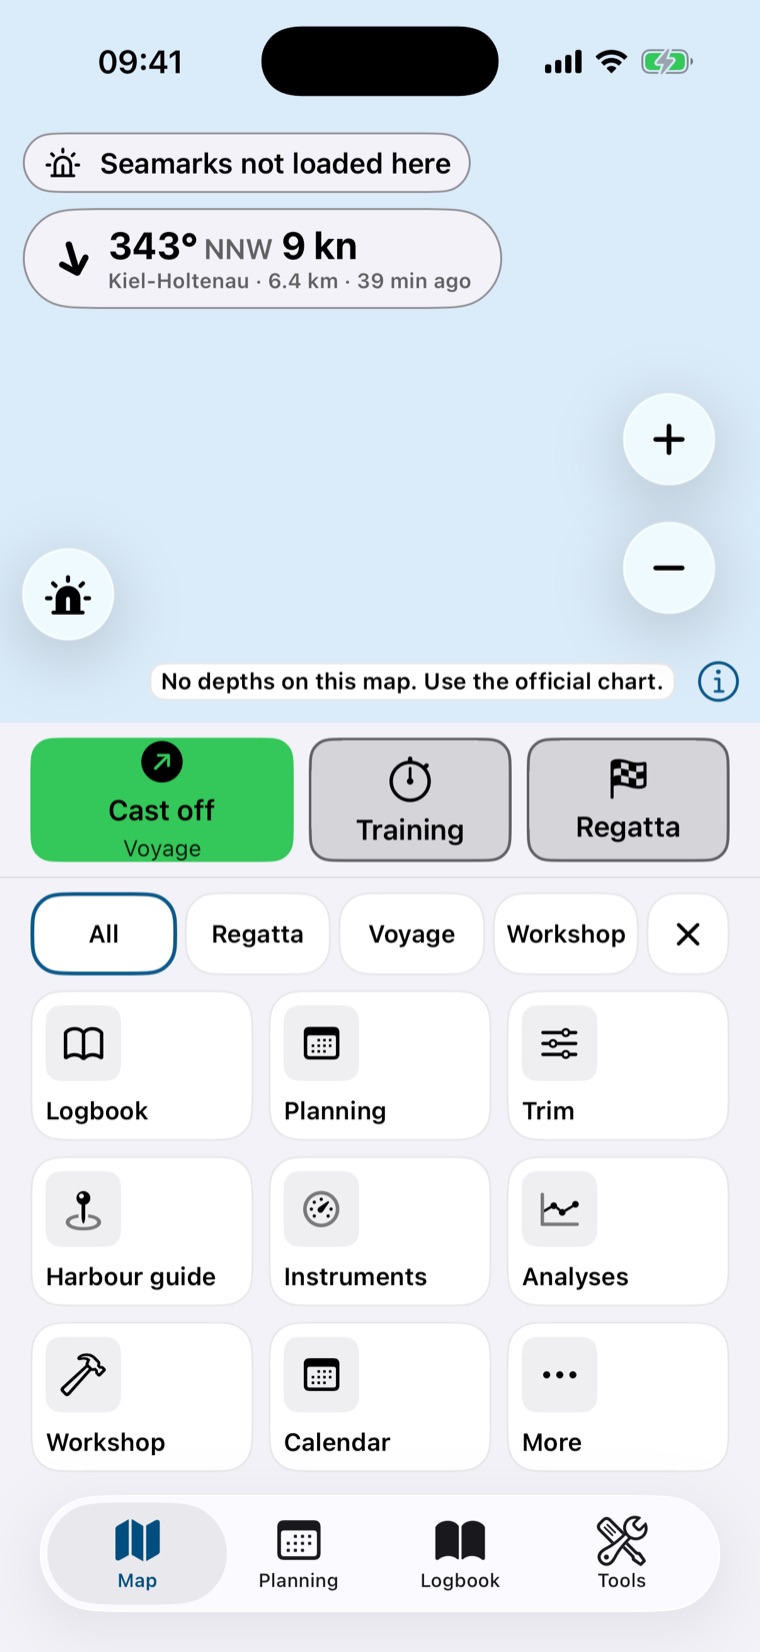 09:41
Seamarks not loaded here
343° NNW 9 kn
Kiel-Holtenau · 6.4 km · 39 min ago
No depths on this map. Use the official chart.
Cast off
Voyage
Training
Regatta
All
Regatta
Voyage
Workshop
Logbook
Planning
Trim
Harbour guide
Instruments
Analyses
Workshop
Calendar
More
Map
Planning
Logbook
Tools